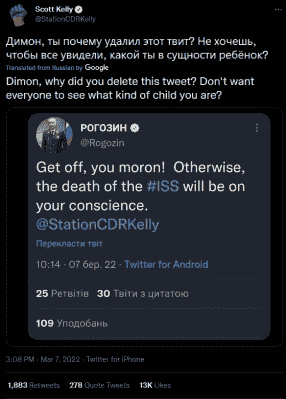 Scott Kelly
@StationCDRKelly
Димон, ты почему удалил этот твит? Не хочешь,
чтобы все увидели, какой ты в сущности ребёнок?
Translated from Russian by Google
Dimon, why did you delete this tweet? Don't want
everyone to see what kind of child you are?
РОГОЗИН
@Rogozin
Get off, you moron! Otherwise,
the death of the #ISS will be on
your conscience.
@StationCDRKelly
Перекласти твіт
10:14 · 07 бер. 22 · Twitter for Android
25 Ретвітів 30 Твіти з цитатою
109 Уподобань
3:08 PM · Mar 7, 2022 · Twitter for iPhone
1,883 Retweets 278 Quote Tweets 13K Likes